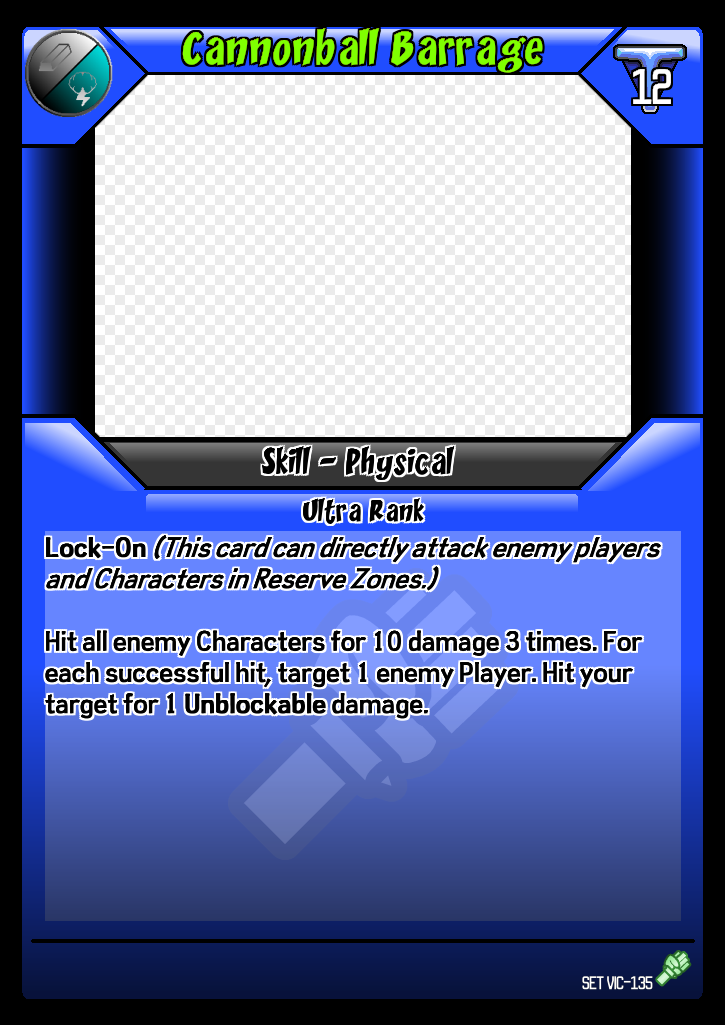 Cannonball Barrage
12
Skill - Physical
Ultra Rank
Lock-On (This card can directly attack enemy players
and Characters in Reserve Zones.)
Hit all enemy Characters for 10 damage 3 times. For
each successful hit, target 1 enemy Player. Hit your
target for 1 Unblockable damage.
SET VIC-135